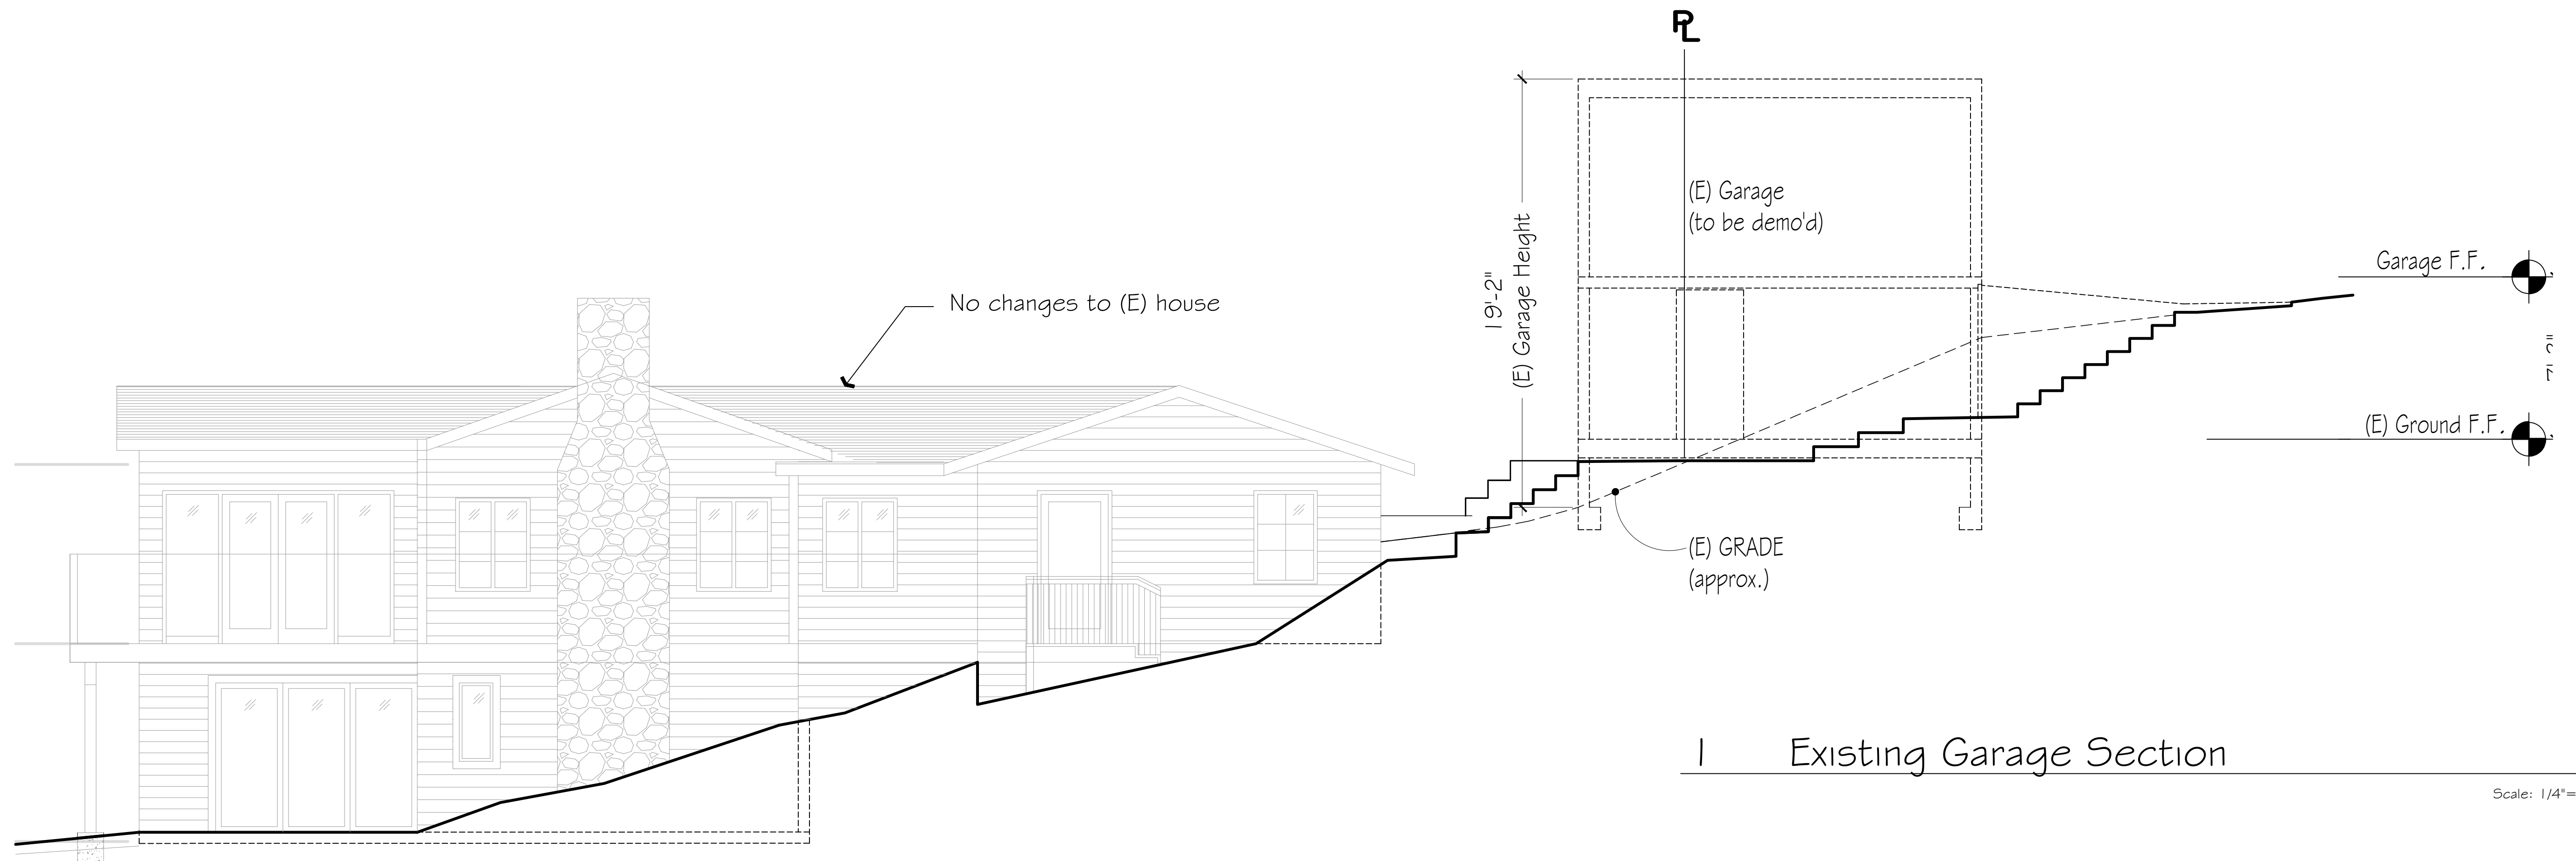 PL
(E) Garage
(to be demo'd)
19'-2"
(E) Garage Height
Garage F.F.
No changes to (E) house
(E) Ground F.F.
(E) GRADE
(approx.)
1 Existing Garage Section
Scale: 1/4"=